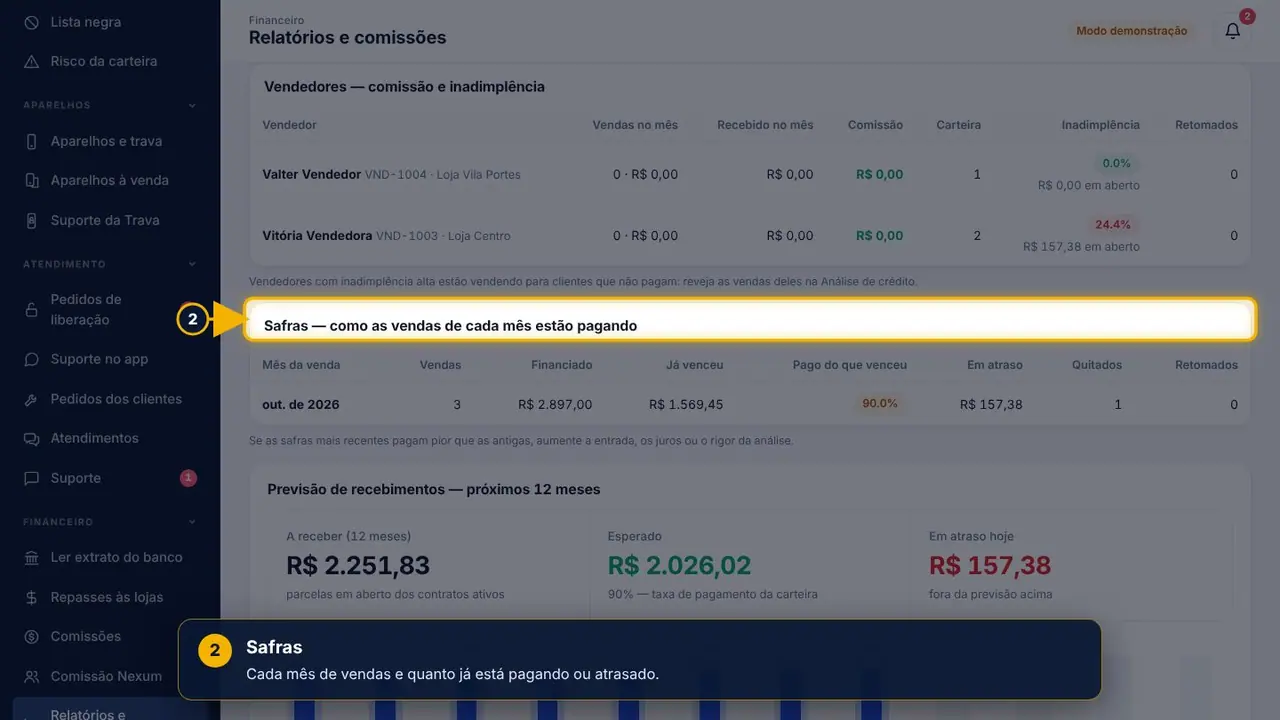 Lista negra
Risco da carteira
APARELHOS
Aparelhos e trava
Aparelhos à venda
Suporte da Trava
ATENDIMENTO
Pedidos de
liberação
Suporte no app
Pedidos dos clientes
Atendimentos
Suporte 1
FINANCEIRO
Ler extrato do banco
Repasses às lojas
Comissões
Comissão Nexum
Relatórios e
Financeiro
Relatórios e comissões
Modo demonstração 2
Vendedores — comissão e inadimplência
Vendedor Vendas no mês Recebido no mês Comissão Carteira Inadimplência Retomados
Valter Vendedor VND-1004 · Loja Vila Portes 0 · R$ 0,00 R$ 0,00 R$ 0,00 1 0.0% R$ 0,00 em aberto 0
Vitória Vendedora VND-1003 · Loja Centro 0 · R$ 0,00 R$ 0,00 R$ 0,00 2 24.4% R$ 157,38 em aberto 0
Vendedores com inadimplência alta estão vendendo para clientes que não pagam: reveja as vendas deles na Análise de crédito.
2
Safras — como as vendas de cada mês estão pagando
Mês da venda Vendas Financiado Já venceu Pago do que venceu Em atraso Quitados Retomados
out. de 2026 3 R$ 2.897,00 R$ 1.569,45 90.0% R$ 157,38 1 0
Se as safras mais recentes pagam pior que as antigas, aumente a entrada, os juros ou o rigor da análise.
Previsão de recebimentos — próximos 12 meses
A receber (12 meses) Esperado Em atraso hoje
R$ 2.251,83 R$ 2.026,02 R$ 157,38
parcelas em aberto dos contratos ativos 90% — taxa de pagamento da carteira fora da previsão acima
2 Safras
Cada mês de vendas e quanto já está pagando ou atrasado.